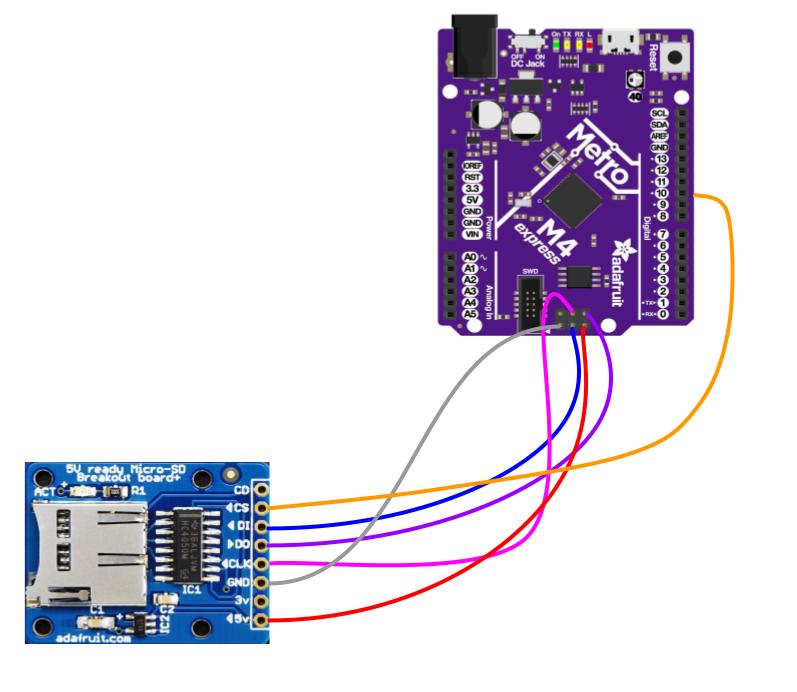 On TX RX L
OFF ON
DC Jack
Reset
SCL
SDA
AREF
GND
13
12
11
10
9
8
7
6
5
4
3
2
TX 1
RX 0
Digital
IOREF
RST
3.3
5V
GND
GND
VIN
Power
A0
A1
A2
A3
A4
A5
Analog In
Metro
M4
express
adafruit
SWD
5V ready Micro-SD
Breakout board+
ACT
R1
CD
CS
DI
DO
CLK
GND
3v
5v
HC4050M
IC1
C1
C2
IC2
adafruit.com